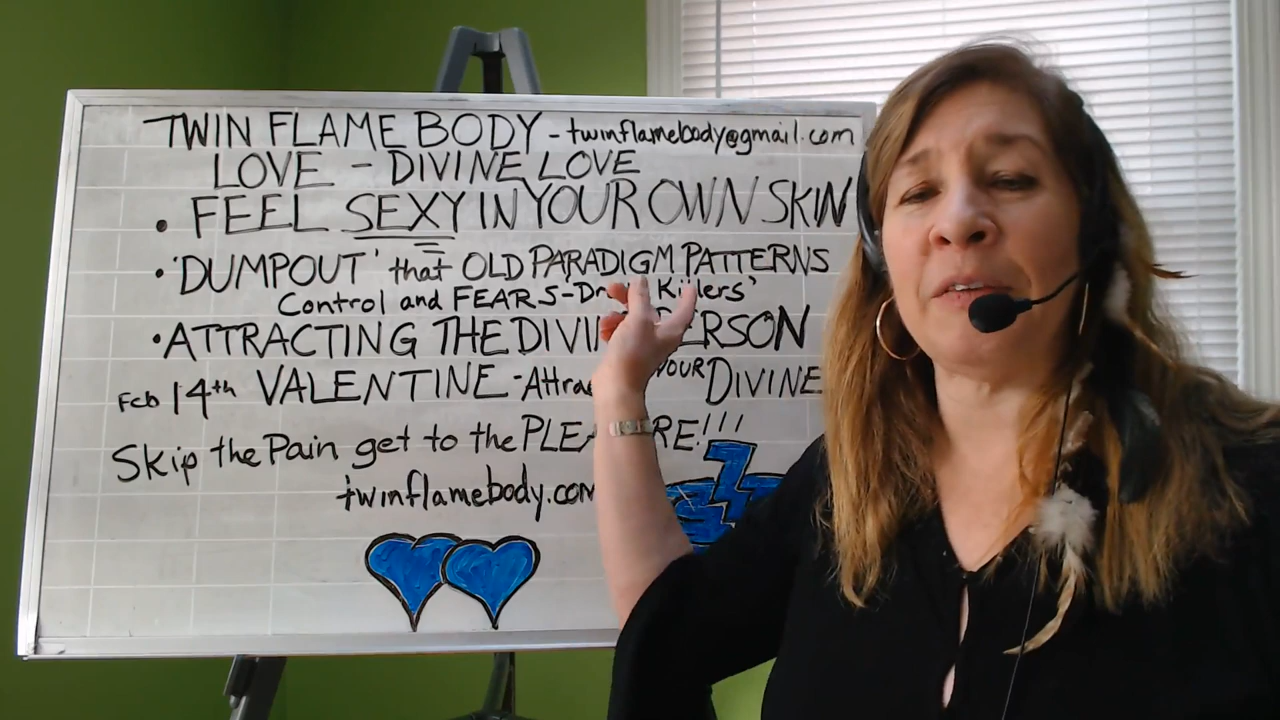 TWIN FLAME BODY - twinflamebody@gmail.com
LOVE - DIVINE LOVE
• FEEL SEXY IN YOUR OWN SKIN
• 'DUMPOUT' that OLD PARADIGM PATTERNS
Control and FEARS-
• ATTRACTING THE
Feb 14th VALENTINE - YOUR DIVINE
Skip the Pain get to the !!!
twinflamebody.com